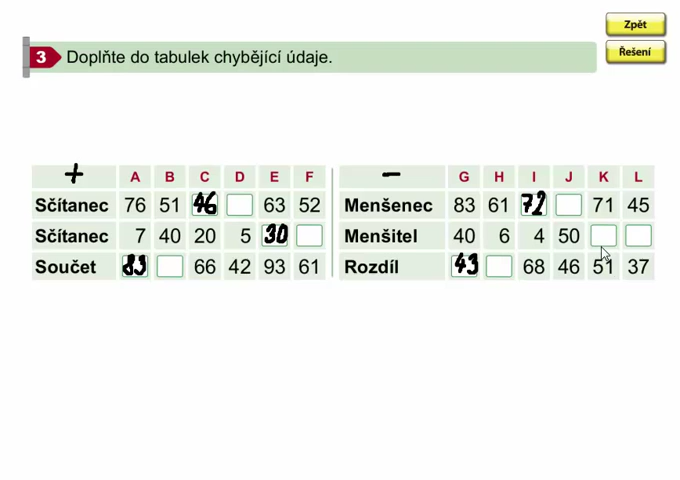 Zpět
3 Doplňte do tabulek chybějící údaje.
Řešení
+ A B C D E F
Sčítanec 76 51 46 63 52
Sčítanec 7 40 20 5 30
Součet 83 66 42 93 61
− G H I J K L
Menšenec 83 61 72 71 45
Menšitel 40 6 4 50
Rozdíl 43 68 46 51 37